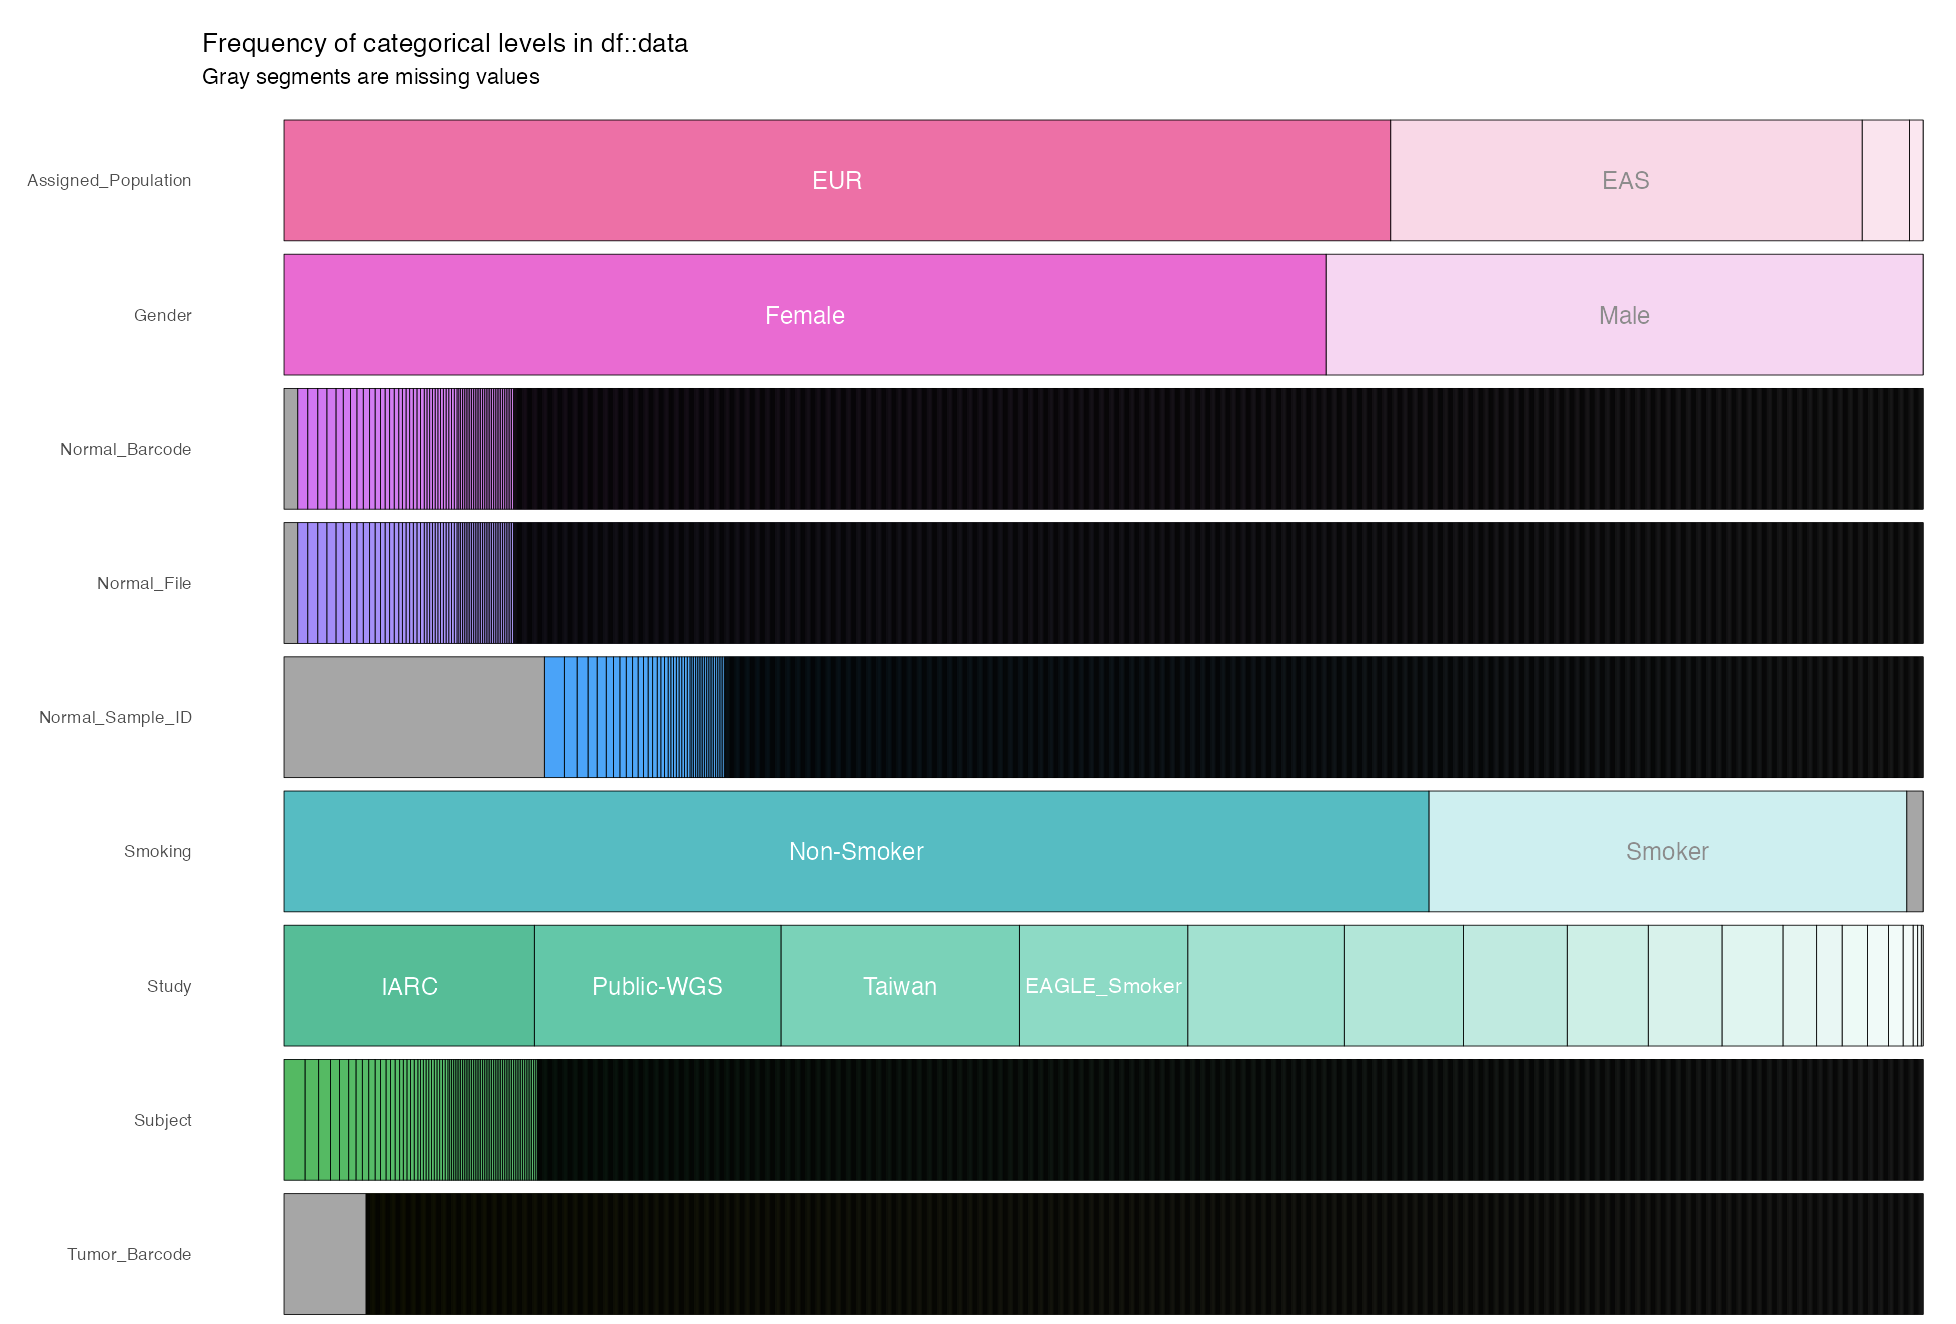 Frequency of categorical levels in df::data
Gray segments are missing values
Assigned_Population
EUR
EAS
Gender
Female
Male
Normal_Barcode
Normal_File
Normal_Sample_ID
Smoking
Non-Smoker
Smoker
Study
IARC
Public-WGS
Taiwan
EAGLE_Smoker
Subject
Tumor_Barcode